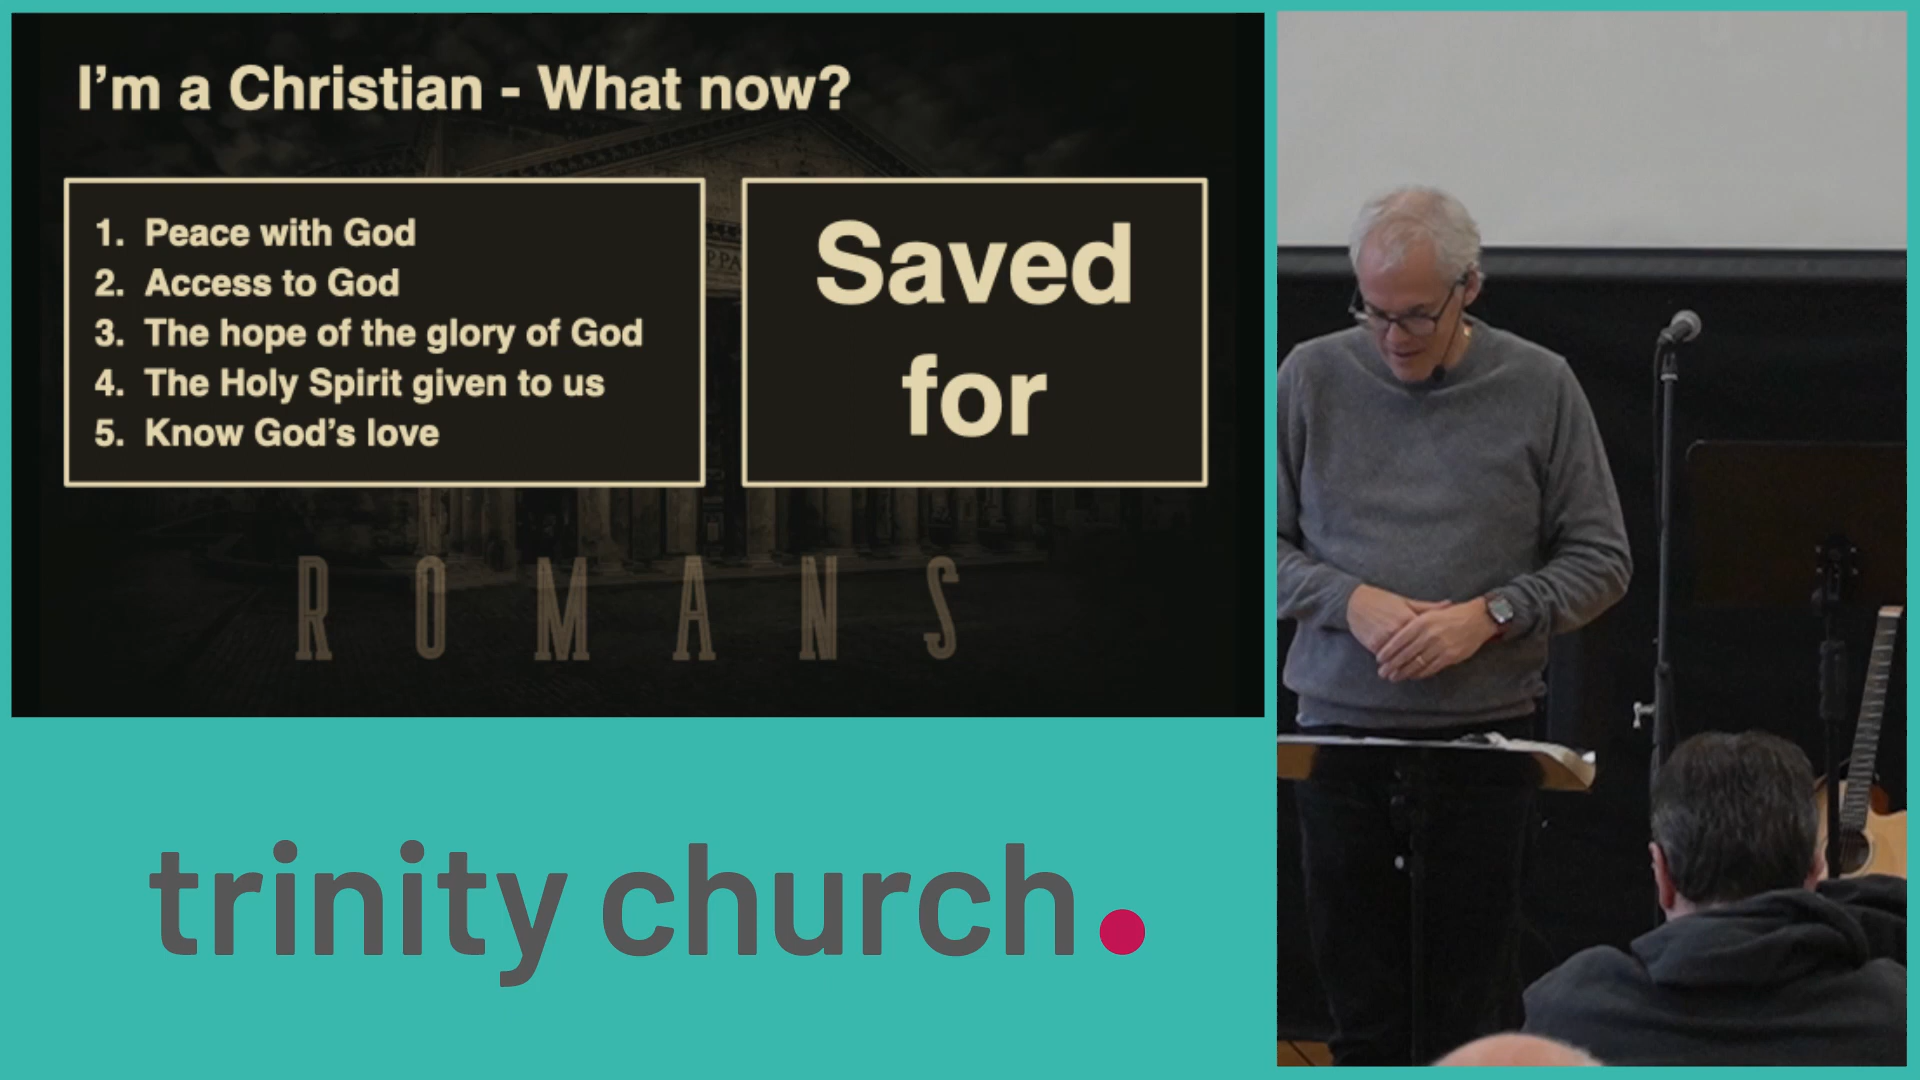 I'm a Christian - What now?
1. Peace with God
2. Access to God
3. The hope of the glory of God
4. The Holy Spirit given to us
5. Know God's love
Saved
for
ROMANS
trinity church.